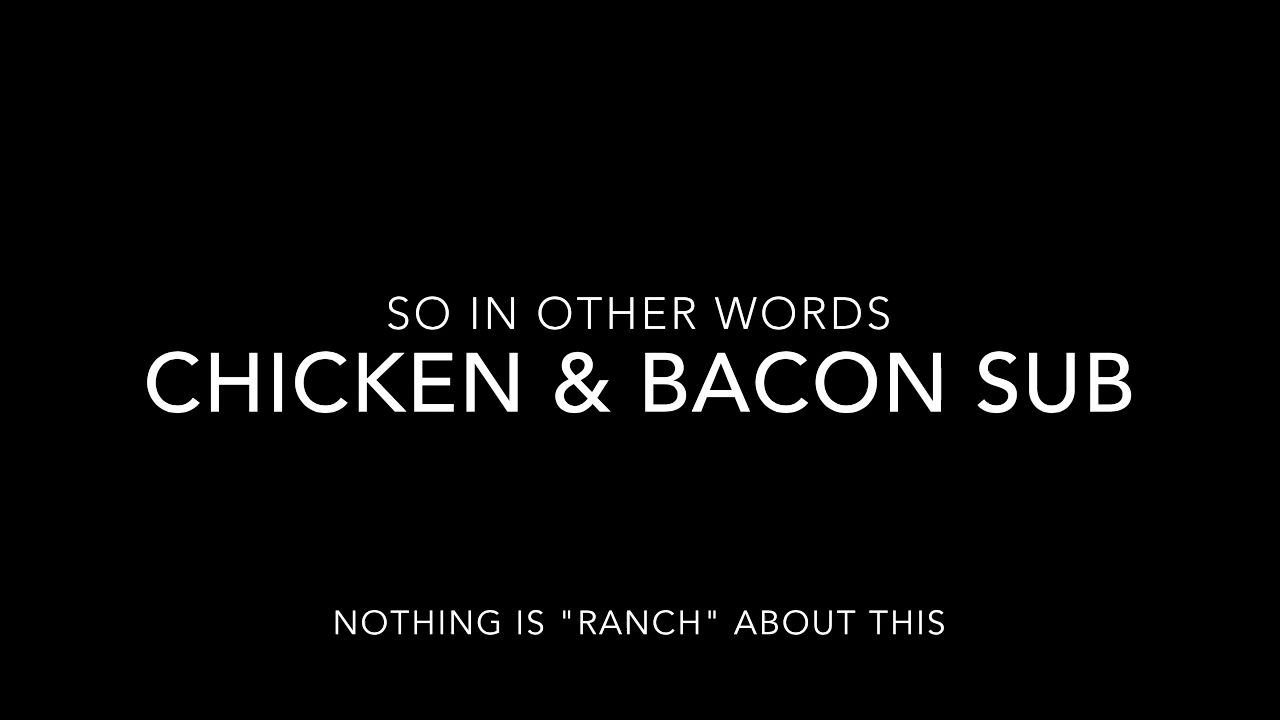 SO IN OTHER WORDS
CHICKEN & BACON SUB
NOTHING IS "RANCH" ABOUT THIS